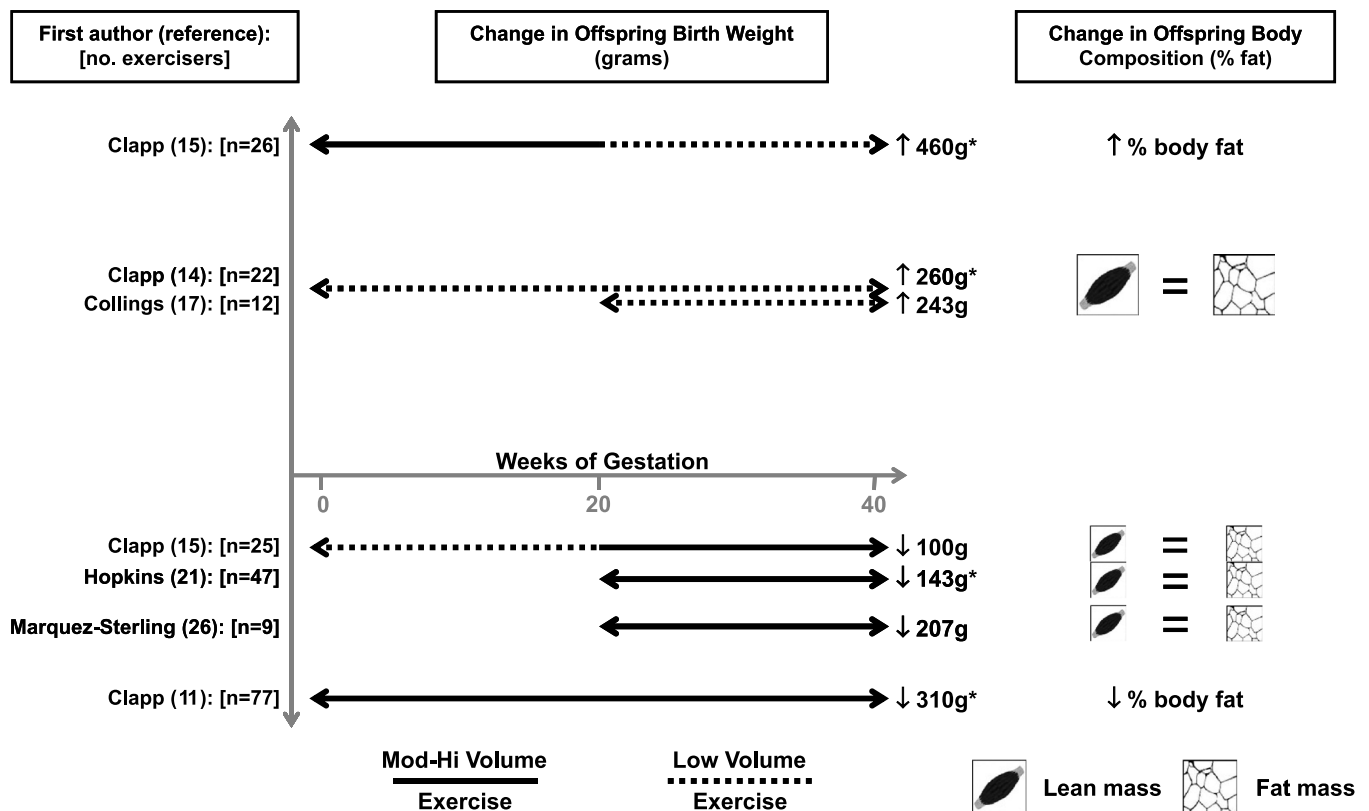 First author (reference):
[no. exercisers]
Change in Offspring Birth Weight
(grams)
Change in Offspring Body
Composition (% fat)
Clapp (15): [n=26]
↑ 460g*
↑ % body fat
Clapp (14): [n=22]
↑ 260g*
Collings (17): [n=12]
↑ 243g
=
Weeks of Gestation
0
20
40
Clapp (15): [n=25]
↓ 100g
=
Hopkins (21): [n=47]
↓ 143g*
=
Marquez-Sterling (26): [n=9]
↓ 207g
=
Clapp (11): [n=77]
↓ 310g*
↓ % body fat
Mod-Hi Volume
Exercise
Low Volume
Exercise
Lean mass
Fat mass